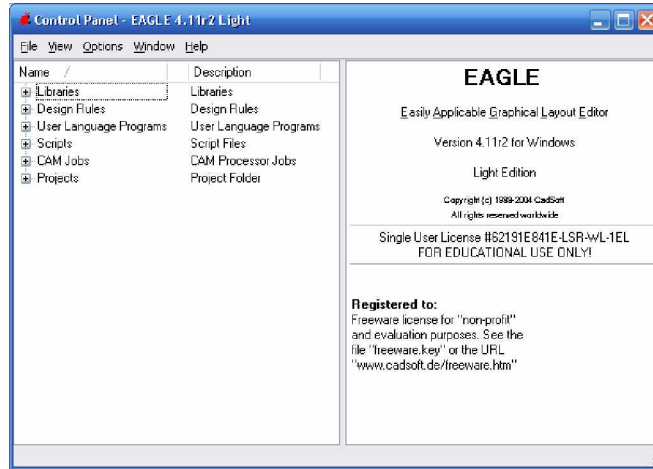 Control Panel - EAGLE 4.11r2 Light
File View Options Window Help
Name Description
Libraries Libraries
Design Rules Design Rules
User Language Programs User Language Programs
Scripts Script Files
CAM Jobs CAM Processor Jobs
Projects Project Folder
EAGLE
Easily Applicable Graphical Layout Editor
Version 4.11r2 for Windows
Light Edition
Copyright (c) 1988-2004 CadSoft
All rights reserved worldwide
Single User License #62191E841E-LSR-WL-1EL
FOR EDUCATIONAL USE ONLY!
Registered to:
Freeware license for "non-profit"
and evaluation purposes. See the
file "freeware.key" or the URL
"www.cadsoft.de/freeware.htm"